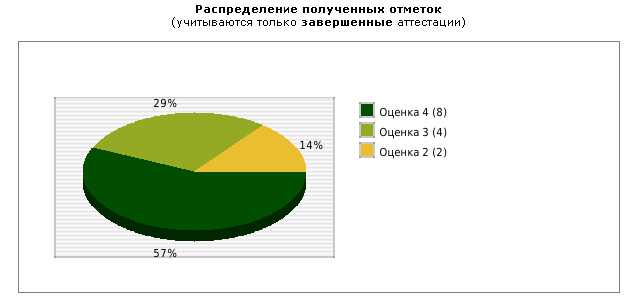 Распределение полученных отметок
(учитываются только завершенные аттестации)
29%
14%
57%
Оценка 4 (8)
Оценка 3 (4)
Оценка 2 (2)